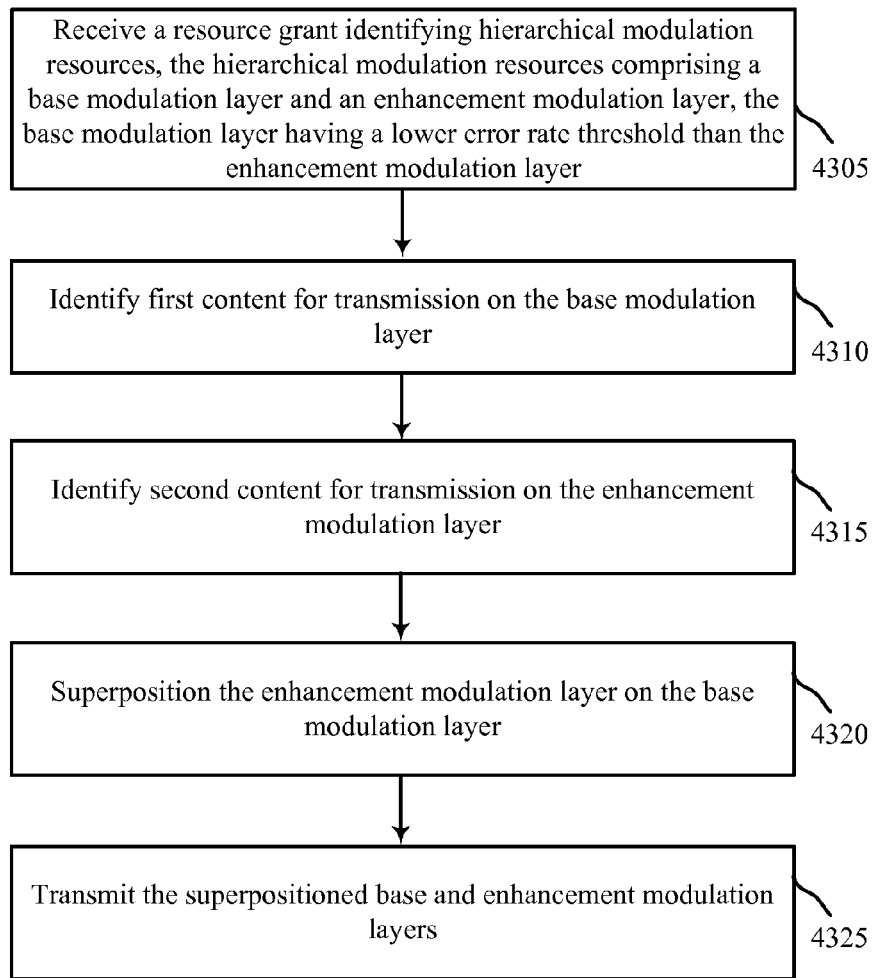 Receive a resource grant identifying hierarchical modulation
resources, the hierarchical modulation resources comprising a
base modulation layer and an enhancement modulation layer, the
base modulation layer having a lower error rate threshold than the
enhancement modulation layer
4305
Identify first content for transmission on the base modulation
layer
4310
Identify second content for transmission on the enhancement
modulation layer
4315
Superposition the enhancement modulation layer on the base
modulation layer
4320
Transmit the superpositioned base and enhancement modulation
layers
4325